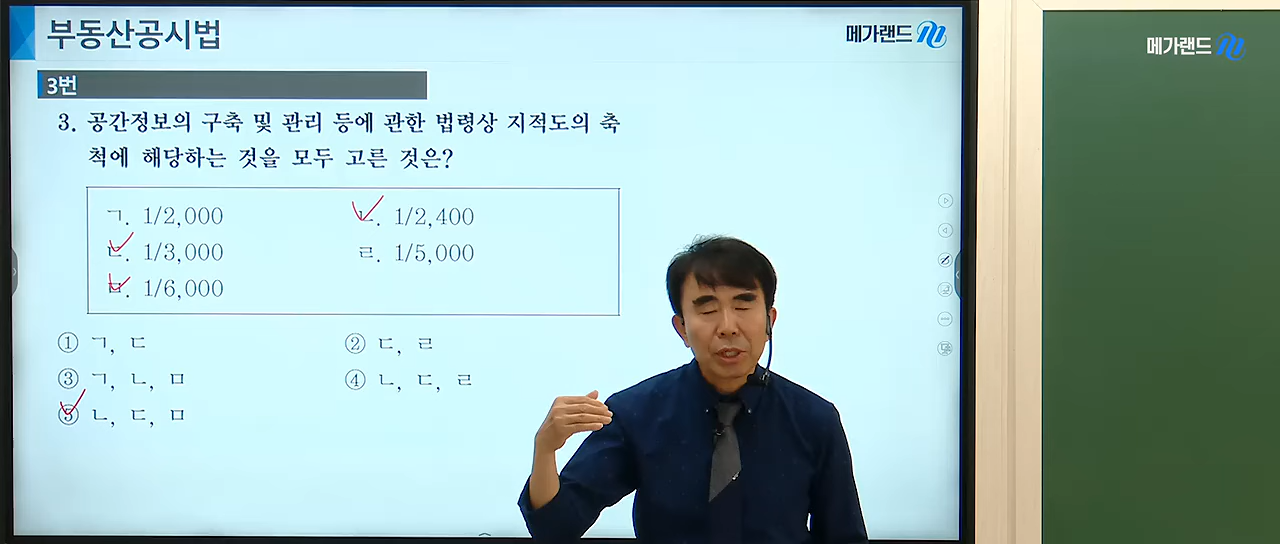 부동산공시법
메가랜드
메가랜드
3번
3. 공간정보의 구축 및 관리 등에 관한 법령상 지적도의 축
척에 해당하는 것을 모두 고른 것은?
ㄱ. 1/2,000 ㄴ. 1/2,400
ㄷ. 1/3,000 ㄹ. 1/5,000
ㅁ. 1/6,000
① ㄱ, ㄷ ② ㄷ, ㄹ
③ ㄱ, ㄴ, ㅁ ④ ㄴ, ㄷ, ㄹ
⑤ ㄴ, ㄷ, ㅁ